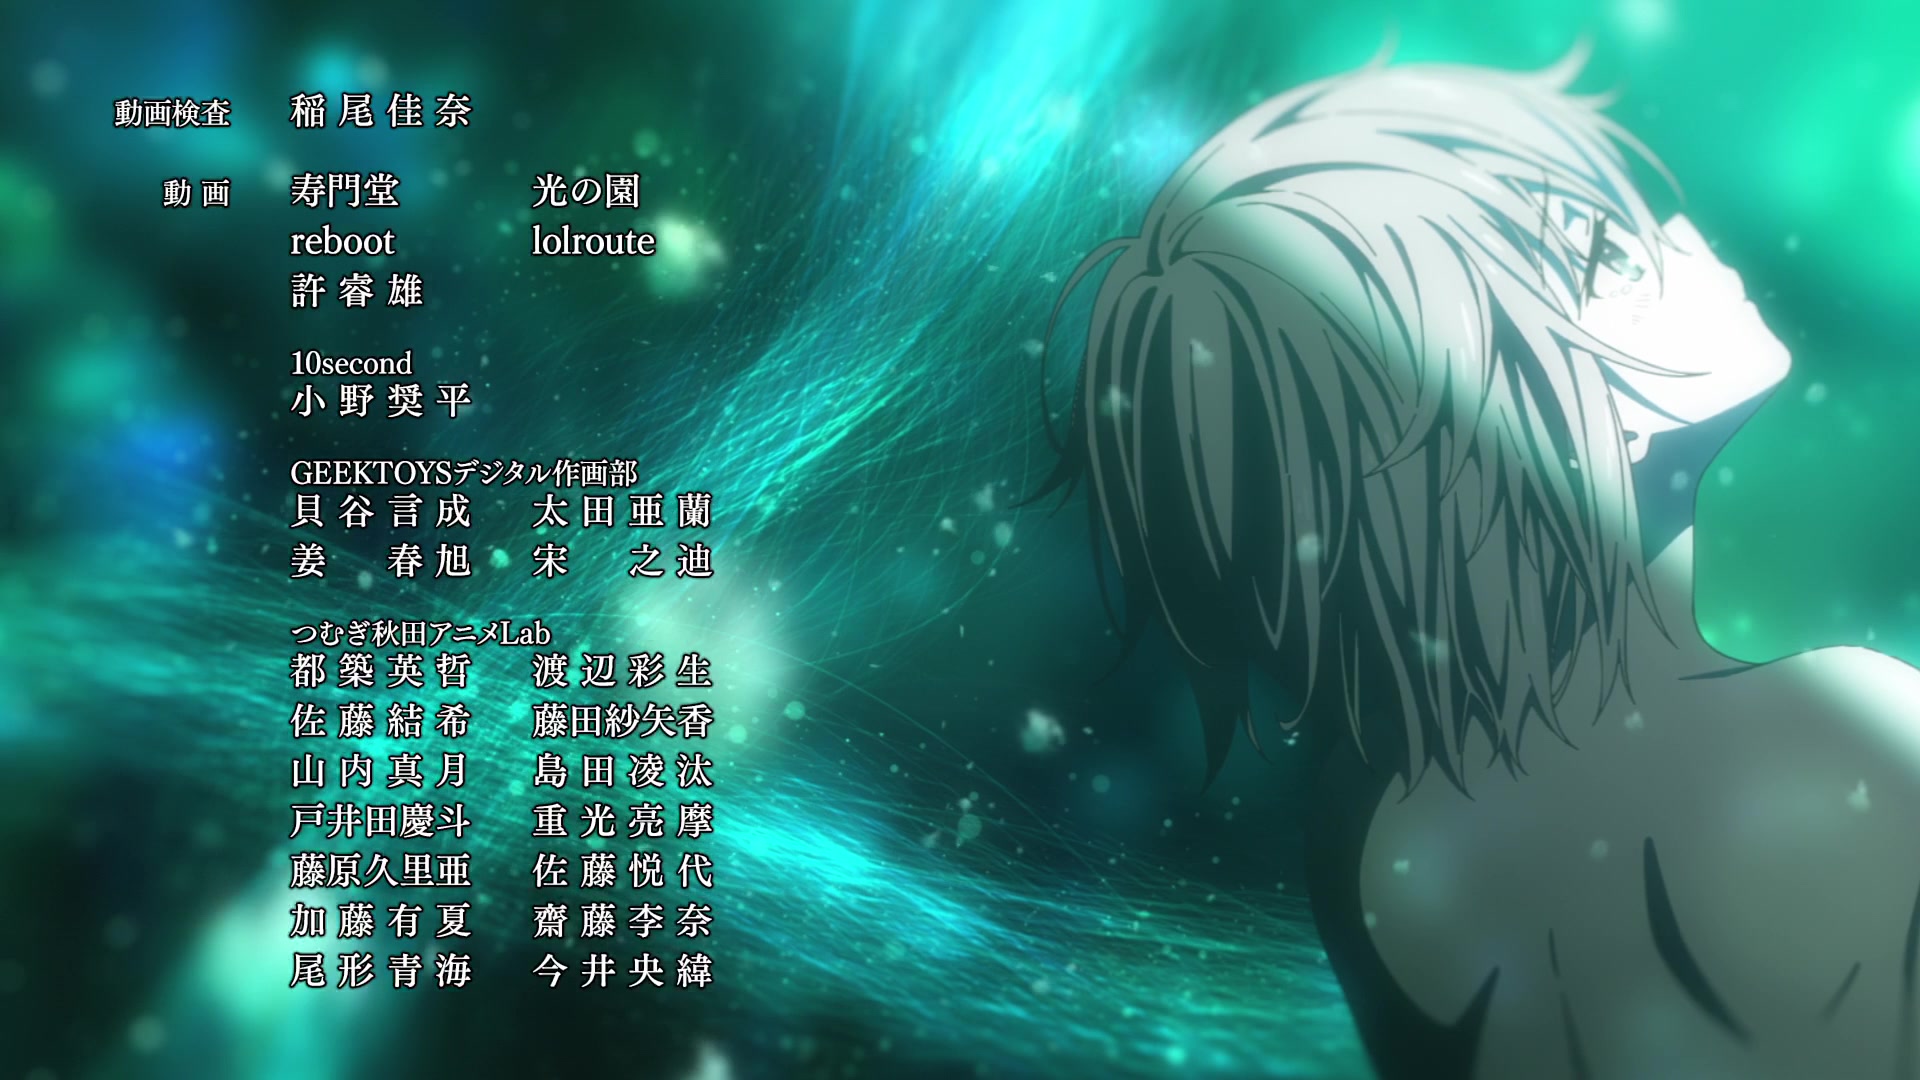 動画検査 稲尾佳奈
動画 寿門堂 光の園
reboot lolroute
許睿雄
10second
小野奨平
GEEKTOYSデジタル作画部
貝谷言成 太田亜蘭
姜春旭 宋之迪
つむぎ秋田アニメLab
都築英哲 渡辺彩生
佐藤結希 藤田紗矢香
山内真月 島田凌汰
戸井田慶斗 重光亮摩
藤原久里亜 佐藤悦代
加藤有夏 齋藤李奈
尾形青海 今井央緯